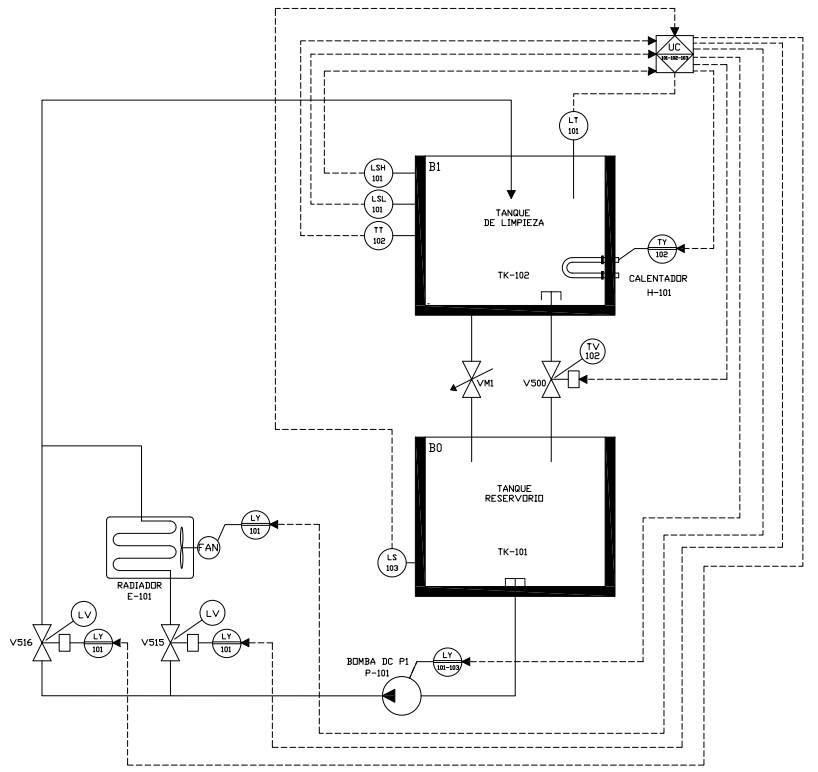 UC
101-102-103
LT
101
B1
LSH
101
LSL
101
TT
102
TANQUE
DE LIMPIEZA
TY
102
TK-102
CALENTADOR
H-101
TV
102
VM1
V500
B0
TANQUE
RESERVORIO
LY
101
FAN
TK-101
LS
103
RADIADOR
E-101
LV
LV
V516
LY
101
V515
LY
101
BOMBA DC P1
P-101
LY
101-103